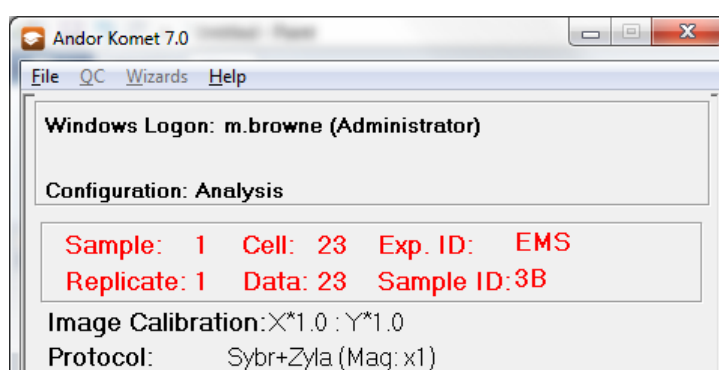 Andor Komet 7.0
File QC Wizards Help
Windows Logon: m.browne (Administrator)
Configuration: Analysis
Sample: 1 Cell: 23 Exp. ID: EMS
Replicate: 1 Data: 23 Sample ID: 3B
Image Calibration: X*1.0 : Y*1.0
Protocol: Sybr+Zyla (Mag: x1)